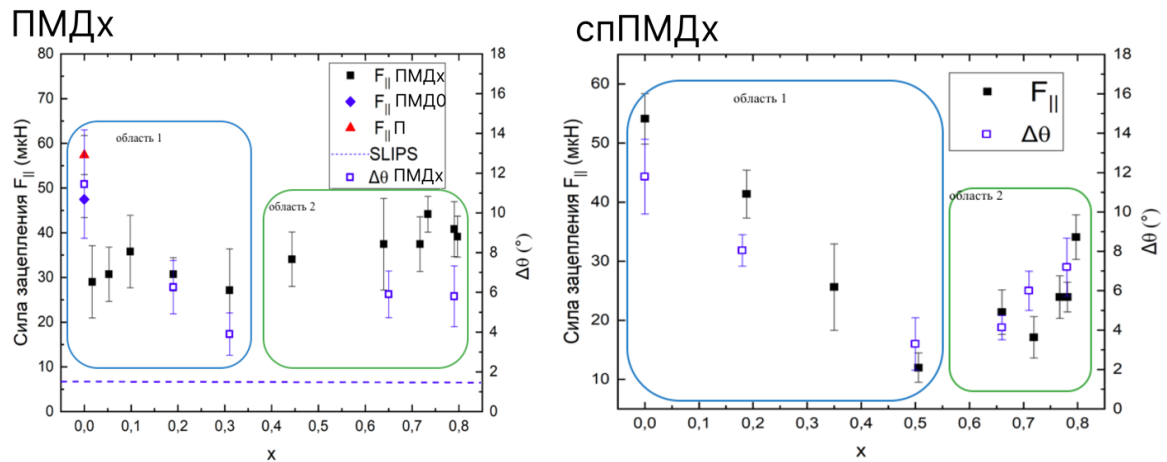 ПМДх
спПМДх
Сила зацепления F|| (мкН)
80
70
60
50
40
30
20
10
0
0,0 0,1 0,2 0,3 0,4 0,5 0,6 0,7 0,8
x
18
16
14
12
10
8
6
4
2
0
Δθ (°)
область 1
область 2
F|| ПМДх
F|| ПМД0
F|| П
SLIPS
Δθ ПМДх
Сила зацепления F|| (мкН)
60
50
40
30
20
10
0,0 0,1 0,2 0,3 0,4 0,5 0,6 0,7 0,8
x
18
16
14
12
10
8
6
4
2
0
Δθ (°)
область 1
область 2
F||
Δθ